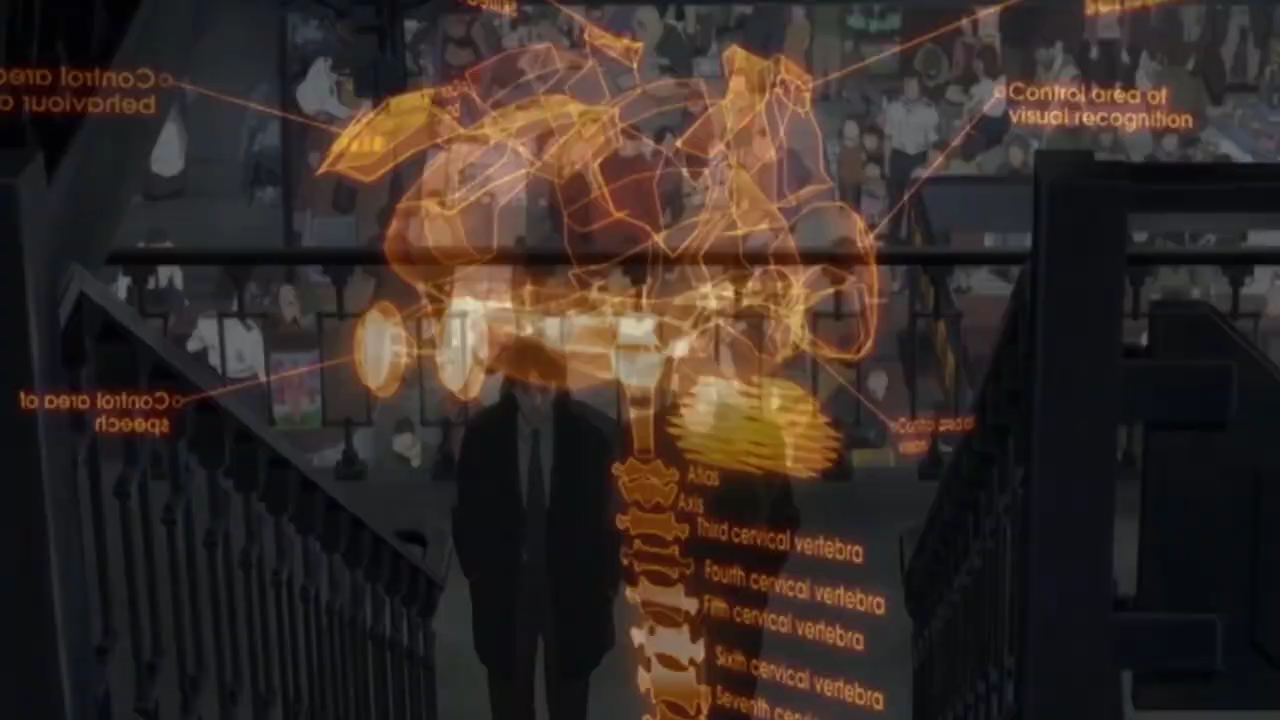 Control area
behaviour
Control area of
visual recognition
Control area of
speech
Atlas
Axis
Third cervical vertebra
Fourth cervical vertebra
Fifth cervical vertebra
Sixth cervical vertebra
Seventh